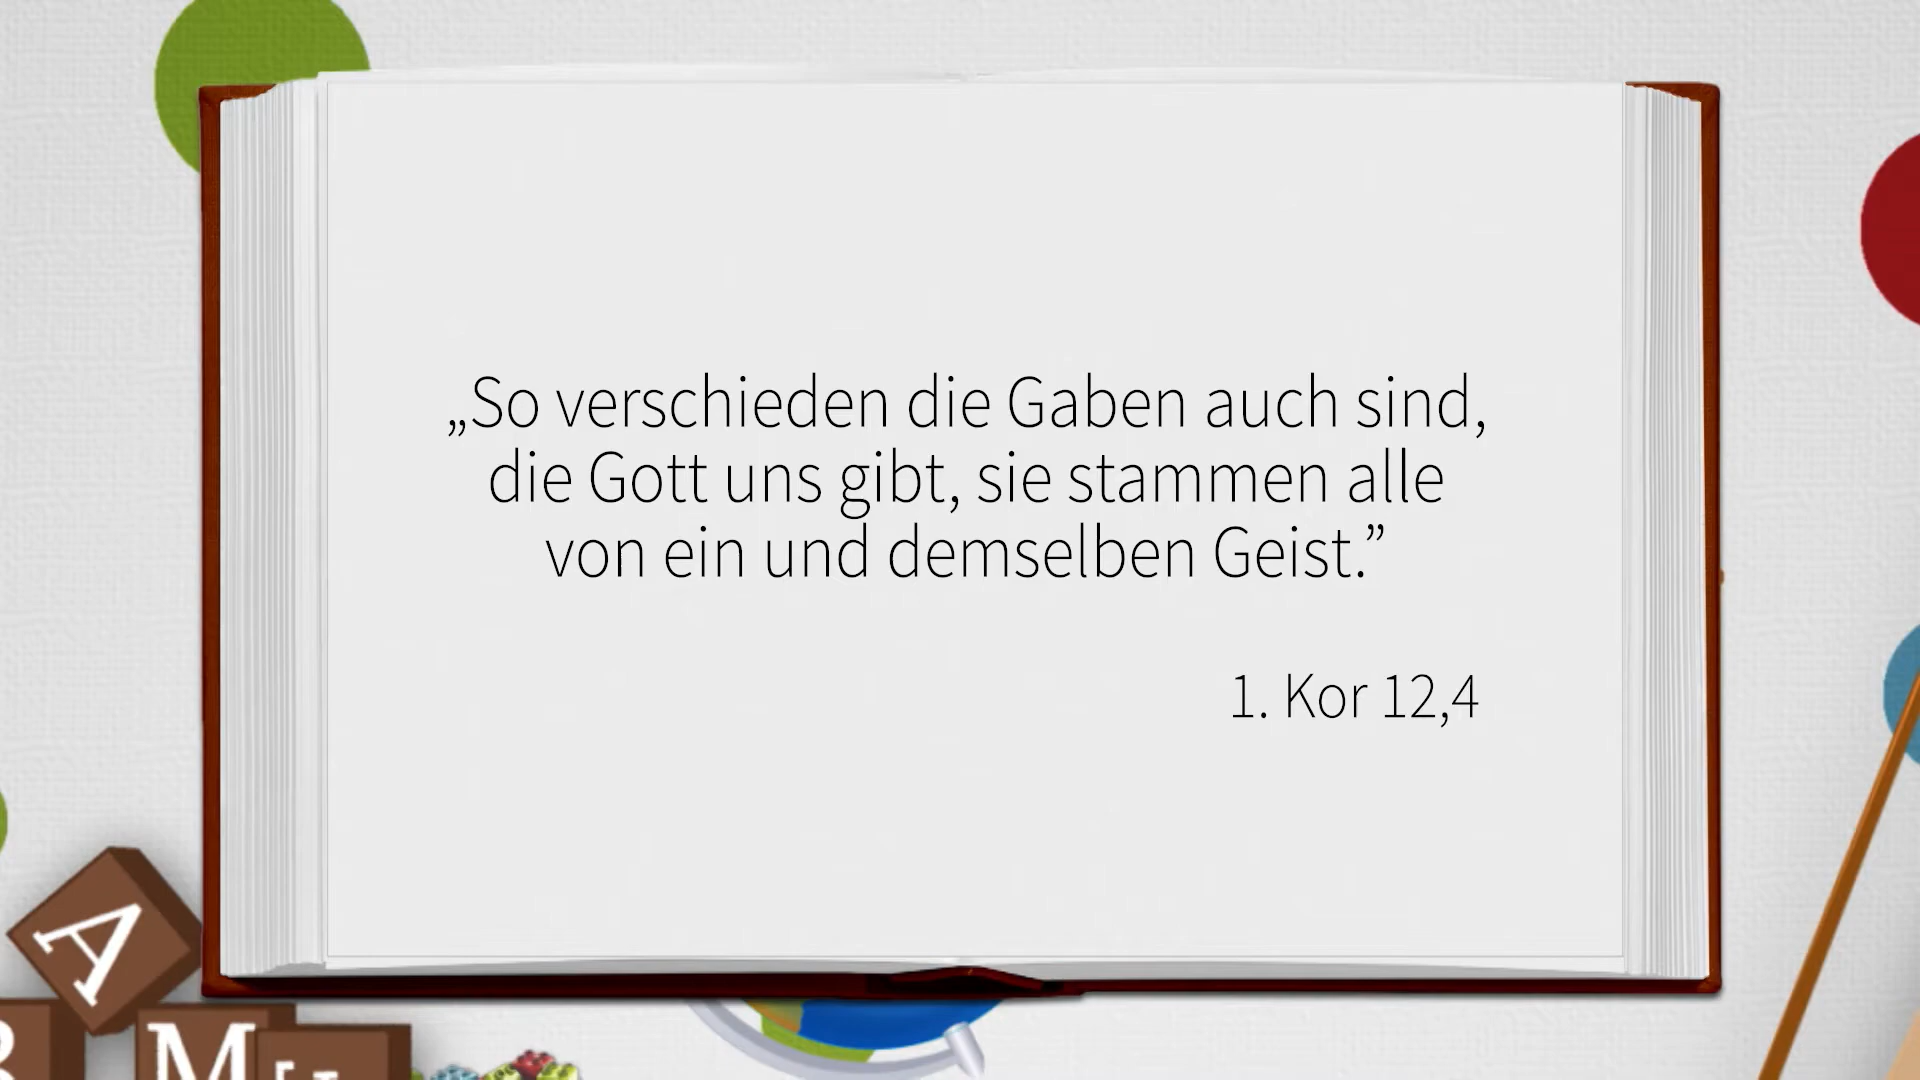 „So verschieden die Gaben auch sind,
die Gott uns gibt, sie stammen alle
von ein und demselben Geist.”
1. Kor 12,4
A
M